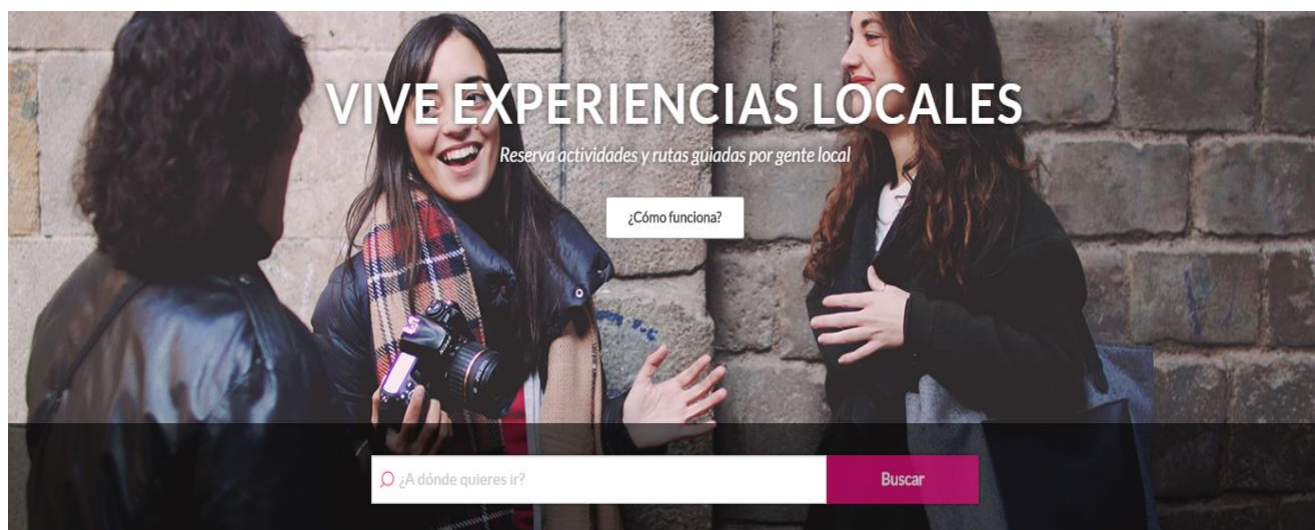 VIVE EXPERIENCIAS LOCALES
Reserva actividades y rutas guiadas por gente local
¿Cómo funciona?
¿A dónde quieres ir?
Buscar